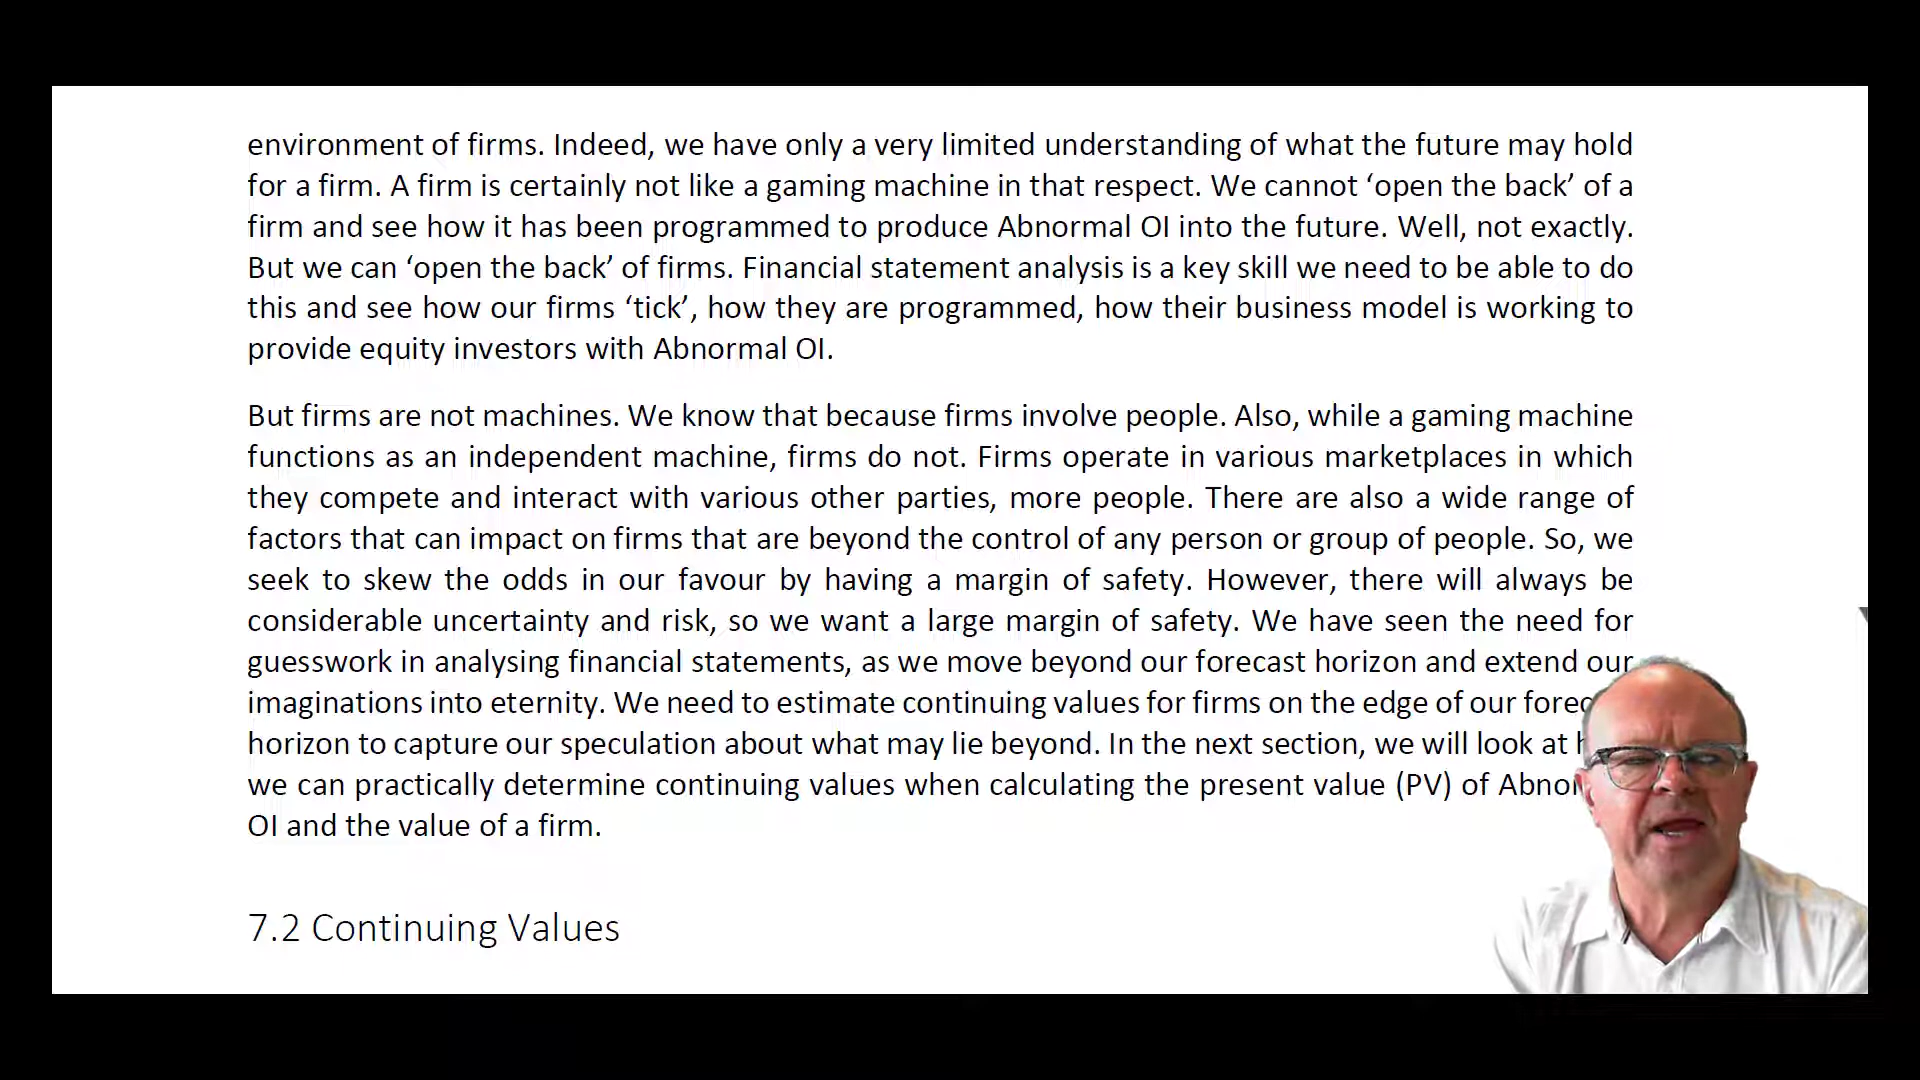 environment of firms. Indeed, we have only a very limited understanding of what the future may hold
for a firm. A firm is certainly not like a gaming machine in that respect. We cannot ‘open the back’ of a
firm and see how it has been programmed to produce Abnormal OI into the future. Well, not exactly.
But we can ‘open the back’ of firms. Financial statement analysis is a key skill we need to be able to do
this and see how our firms ‘tick’, how they are programmed, how their business model is working to
provide equity investors with Abnormal OI.
But firms are not machines. We know that because firms involve people. Also, while a gaming machine
functions as an independent machine, firms do not. Firms operate in various marketplaces in which
they compete and interact with various other parties, more people. There are also a wide range of
factors that can impact on firms that are beyond the control of any person or group of people. So, we
seek to skew the odds in our favour by having a margin of safety. However, there will always be
considerable uncertainty and risk, so we want a large margin of safety. We have seen the need for
guesswork in analysing financial statements, as we move beyond our forecast horizon and extend our
imaginations into eternity. We need to estimate continuing values for firms on the edge of our
horizon to capture our speculation about what may lie beyond. In the next section, we will look at
we can practically determine continuing values when calculating the present value (PV) of
OI and the value of a firm.
7.2 Continuing Values